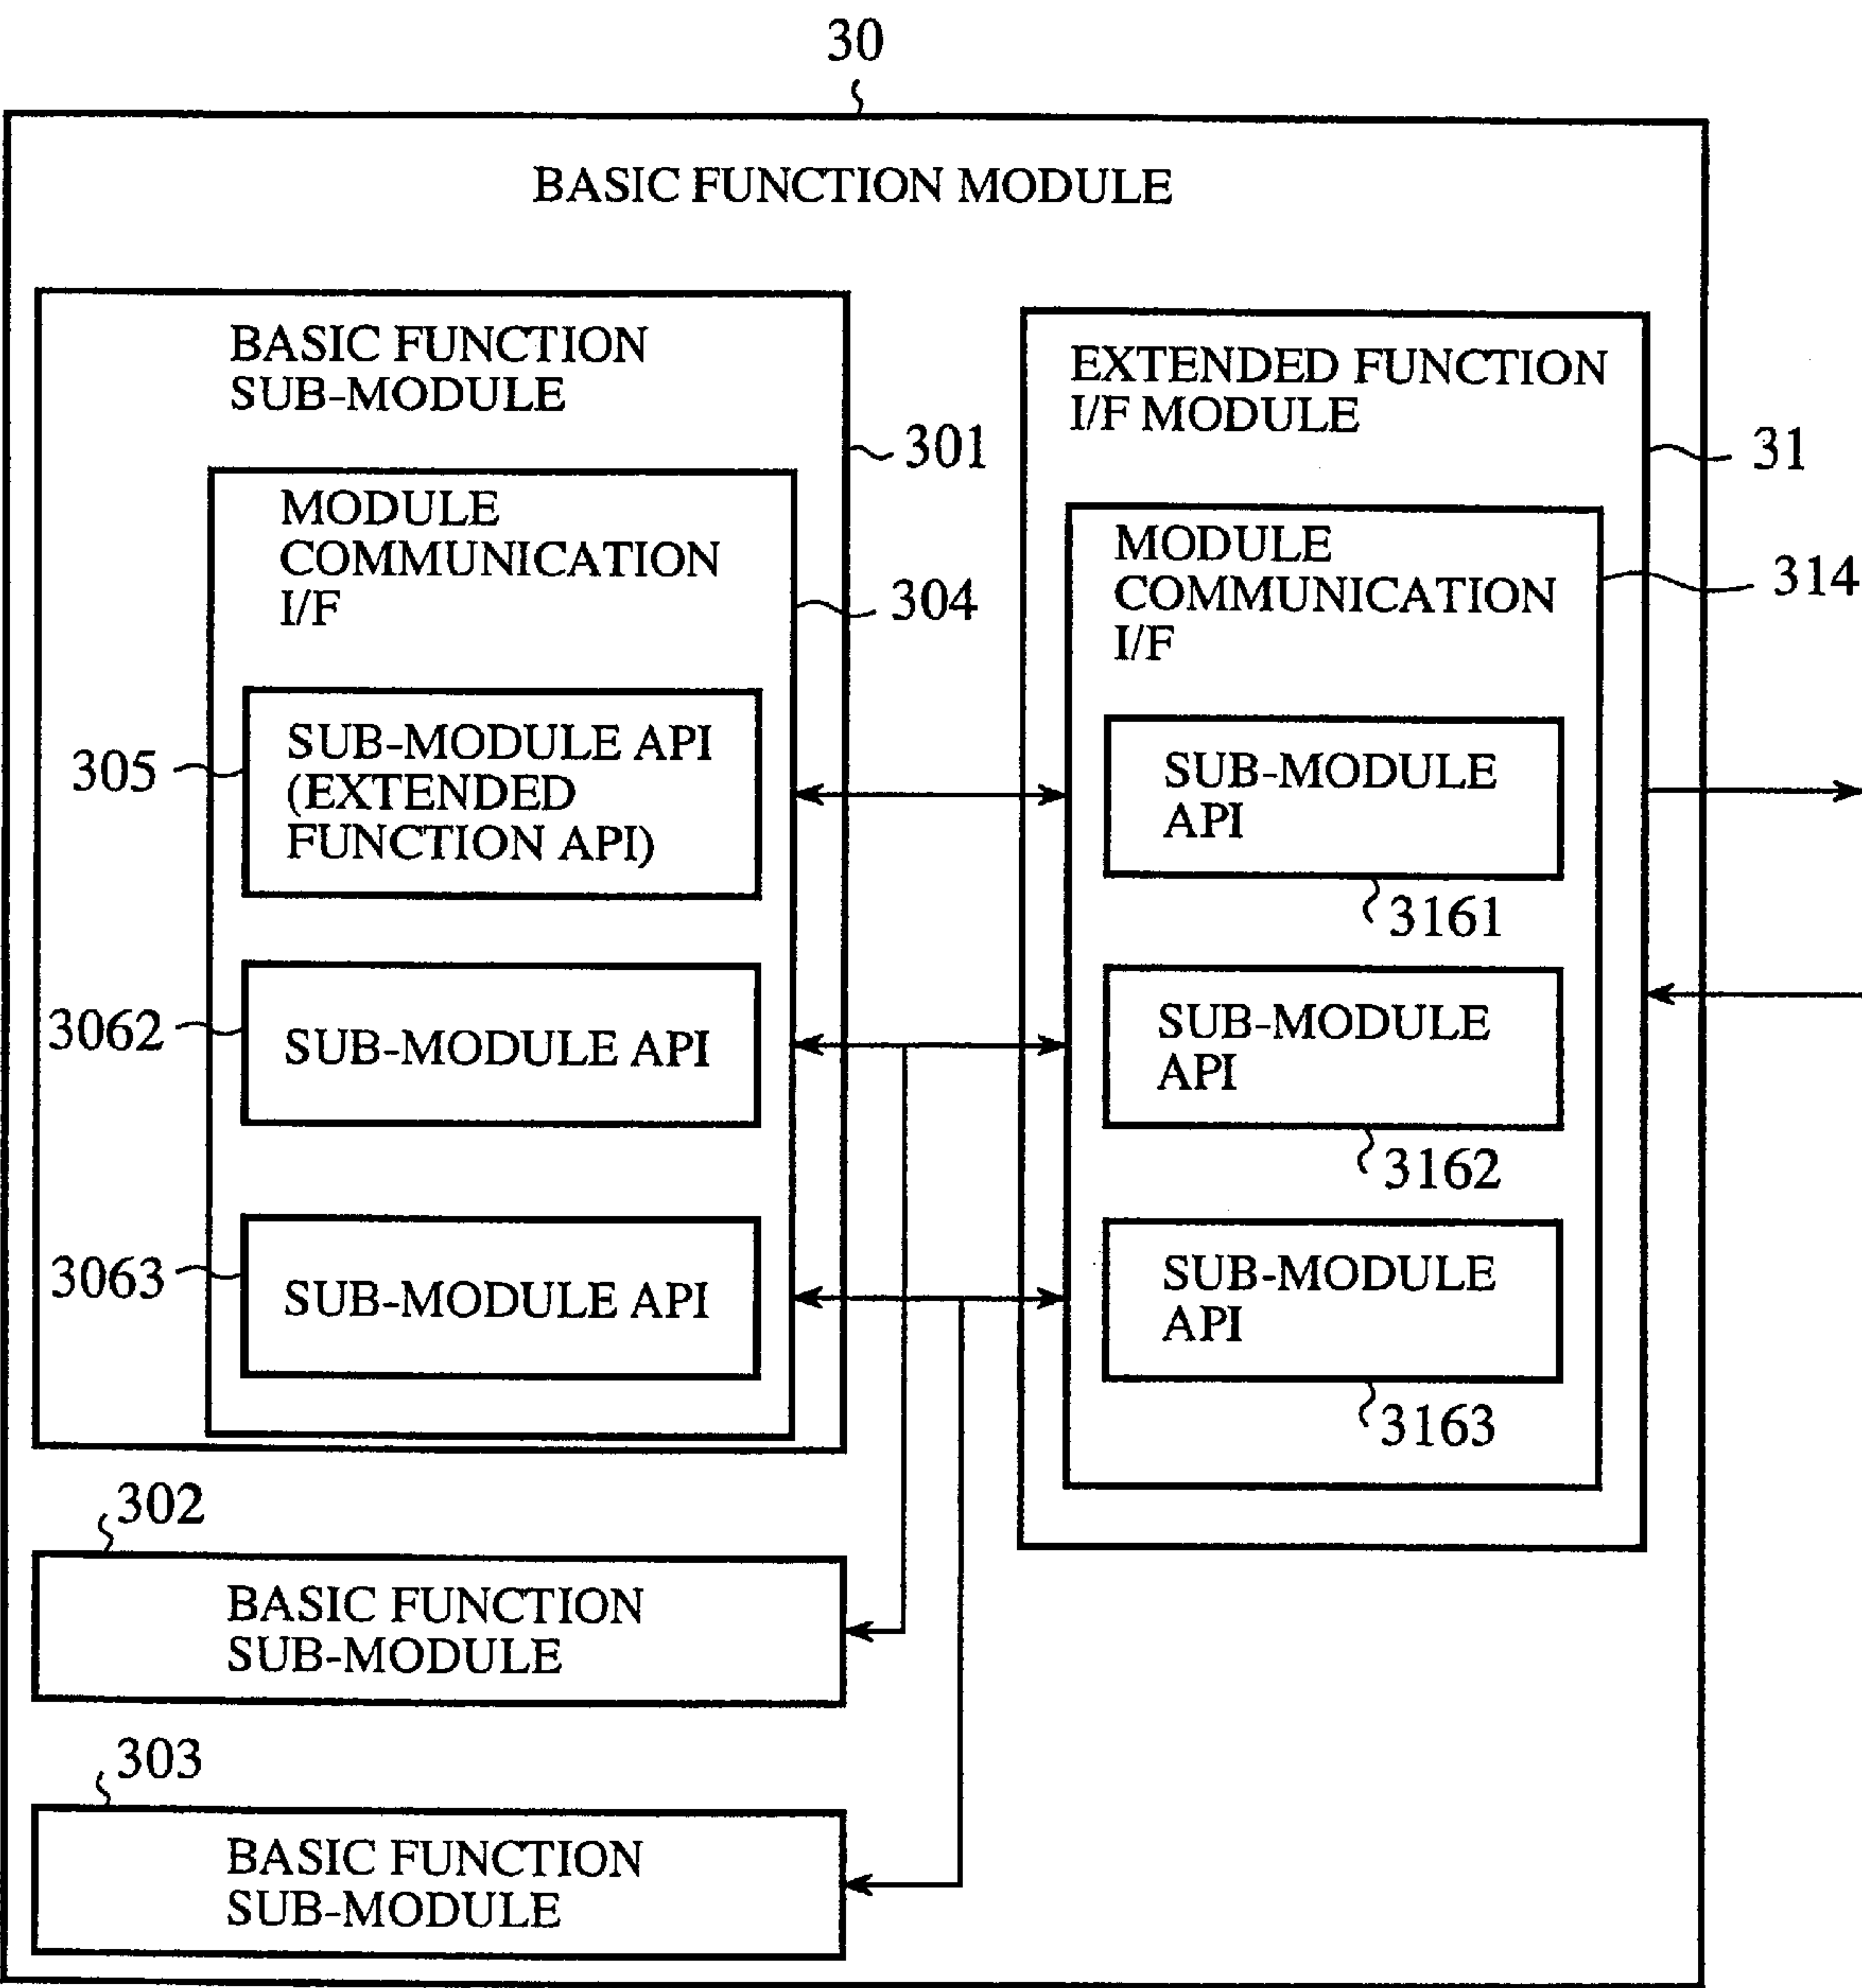 30
BASIC FUNCTION MODULE
BASIC FUNCTION
SUB-MODULE
301
MODULE
COMMUNICATION
I/F
304
305
SUB-MODULE API
(EXTENDED
FUNCTION API)
3062
SUB-MODULE API
3063
SUB-MODULE API
EXTENDED FUNCTION
I/F MODULE
31
MODULE
COMMUNICATION
I/F
314
SUB-MODULE
API
3161
SUB-MODULE
API
3162
SUB-MODULE
API
3163
302
BASIC FUNCTION
SUB-MODULE
303
BASIC FUNCTION
SUB-MODULE